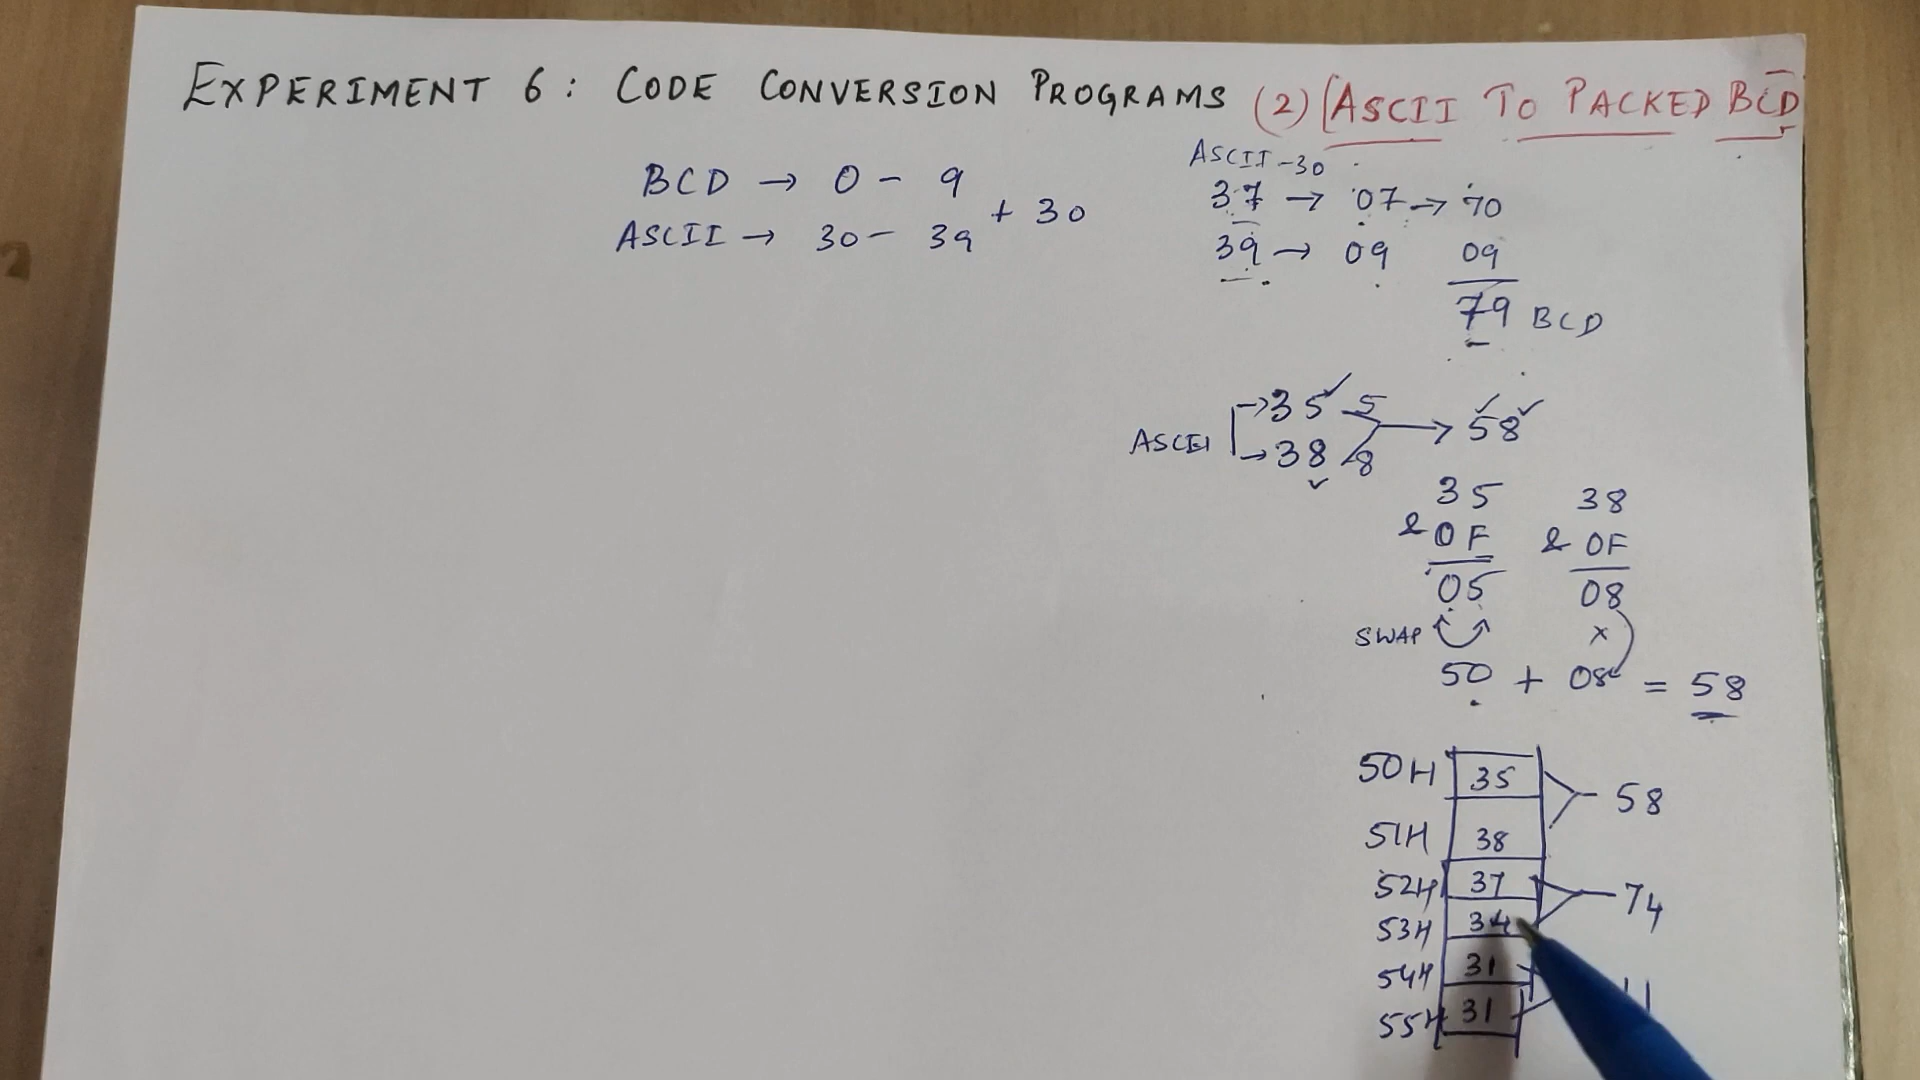 EXPERIMENT 6 : CODE CONVERSION PROGRAMS (2) ASCII TO PACKED BCD
BCD → 0 - 9
ASCII → 30 - 39
+ 30
ASCII -30
37 → 07 → 70
39 → 09 09
79 BCD
ASCII → 35 5 → 58
→ 38 8
35 38
& 0F & 0F
05 08
SWAP x
50 + 08 = 58
50H 35 58
51H 38
52H 37 74
53H 34
54H 31 11
55H 31